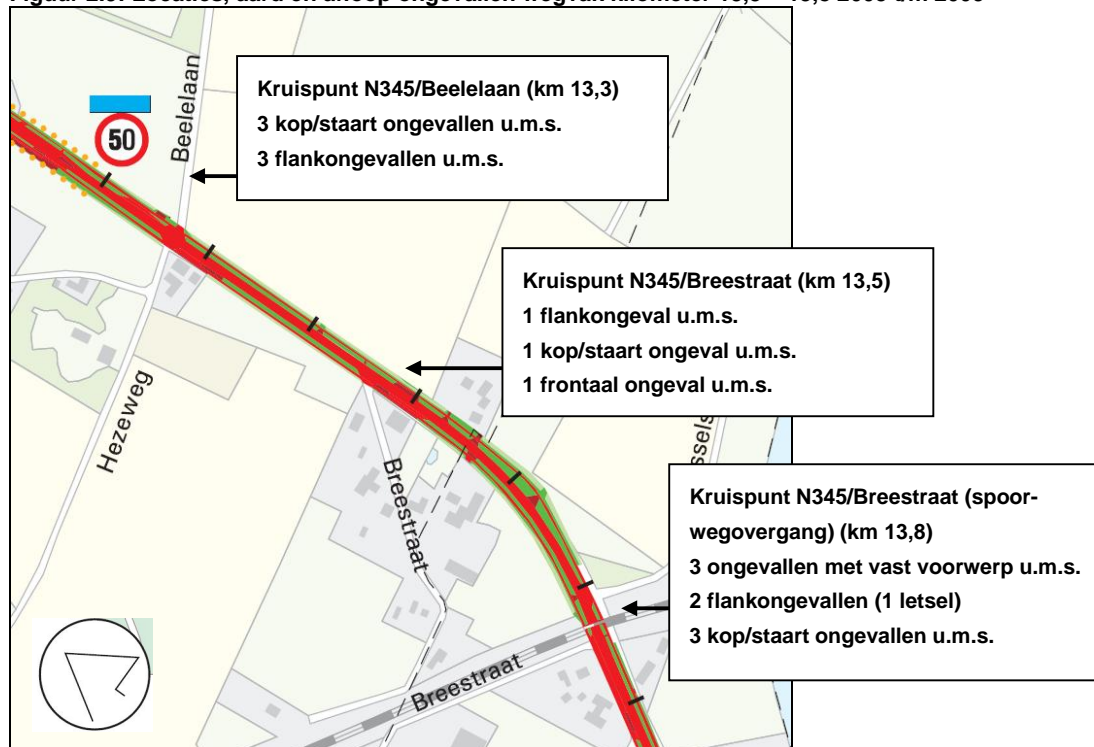 50
Beelelaan
Kruispunt N345/Beelelaan (km 13,3)
3 kop/staart ongevallen u.m.s.
3 flankongevallen u.m.s.
Kruispunt N345/Breestraat (km 13,5)
1 flankongeval u.m.s.
1 kop/staart ongeval u.m.s.
1 frontaal ongeval u.m.s.
Hezeweg
Breestraat
Kruispunt N345/Breestraat (spoor-
wegovergang) (km 13,8)
3 ongevallen met vast voorwerp u.m.s.
2 flankongevallen (1 letsel)
3 kop/staart ongevallen u.m.s.
Breestraat